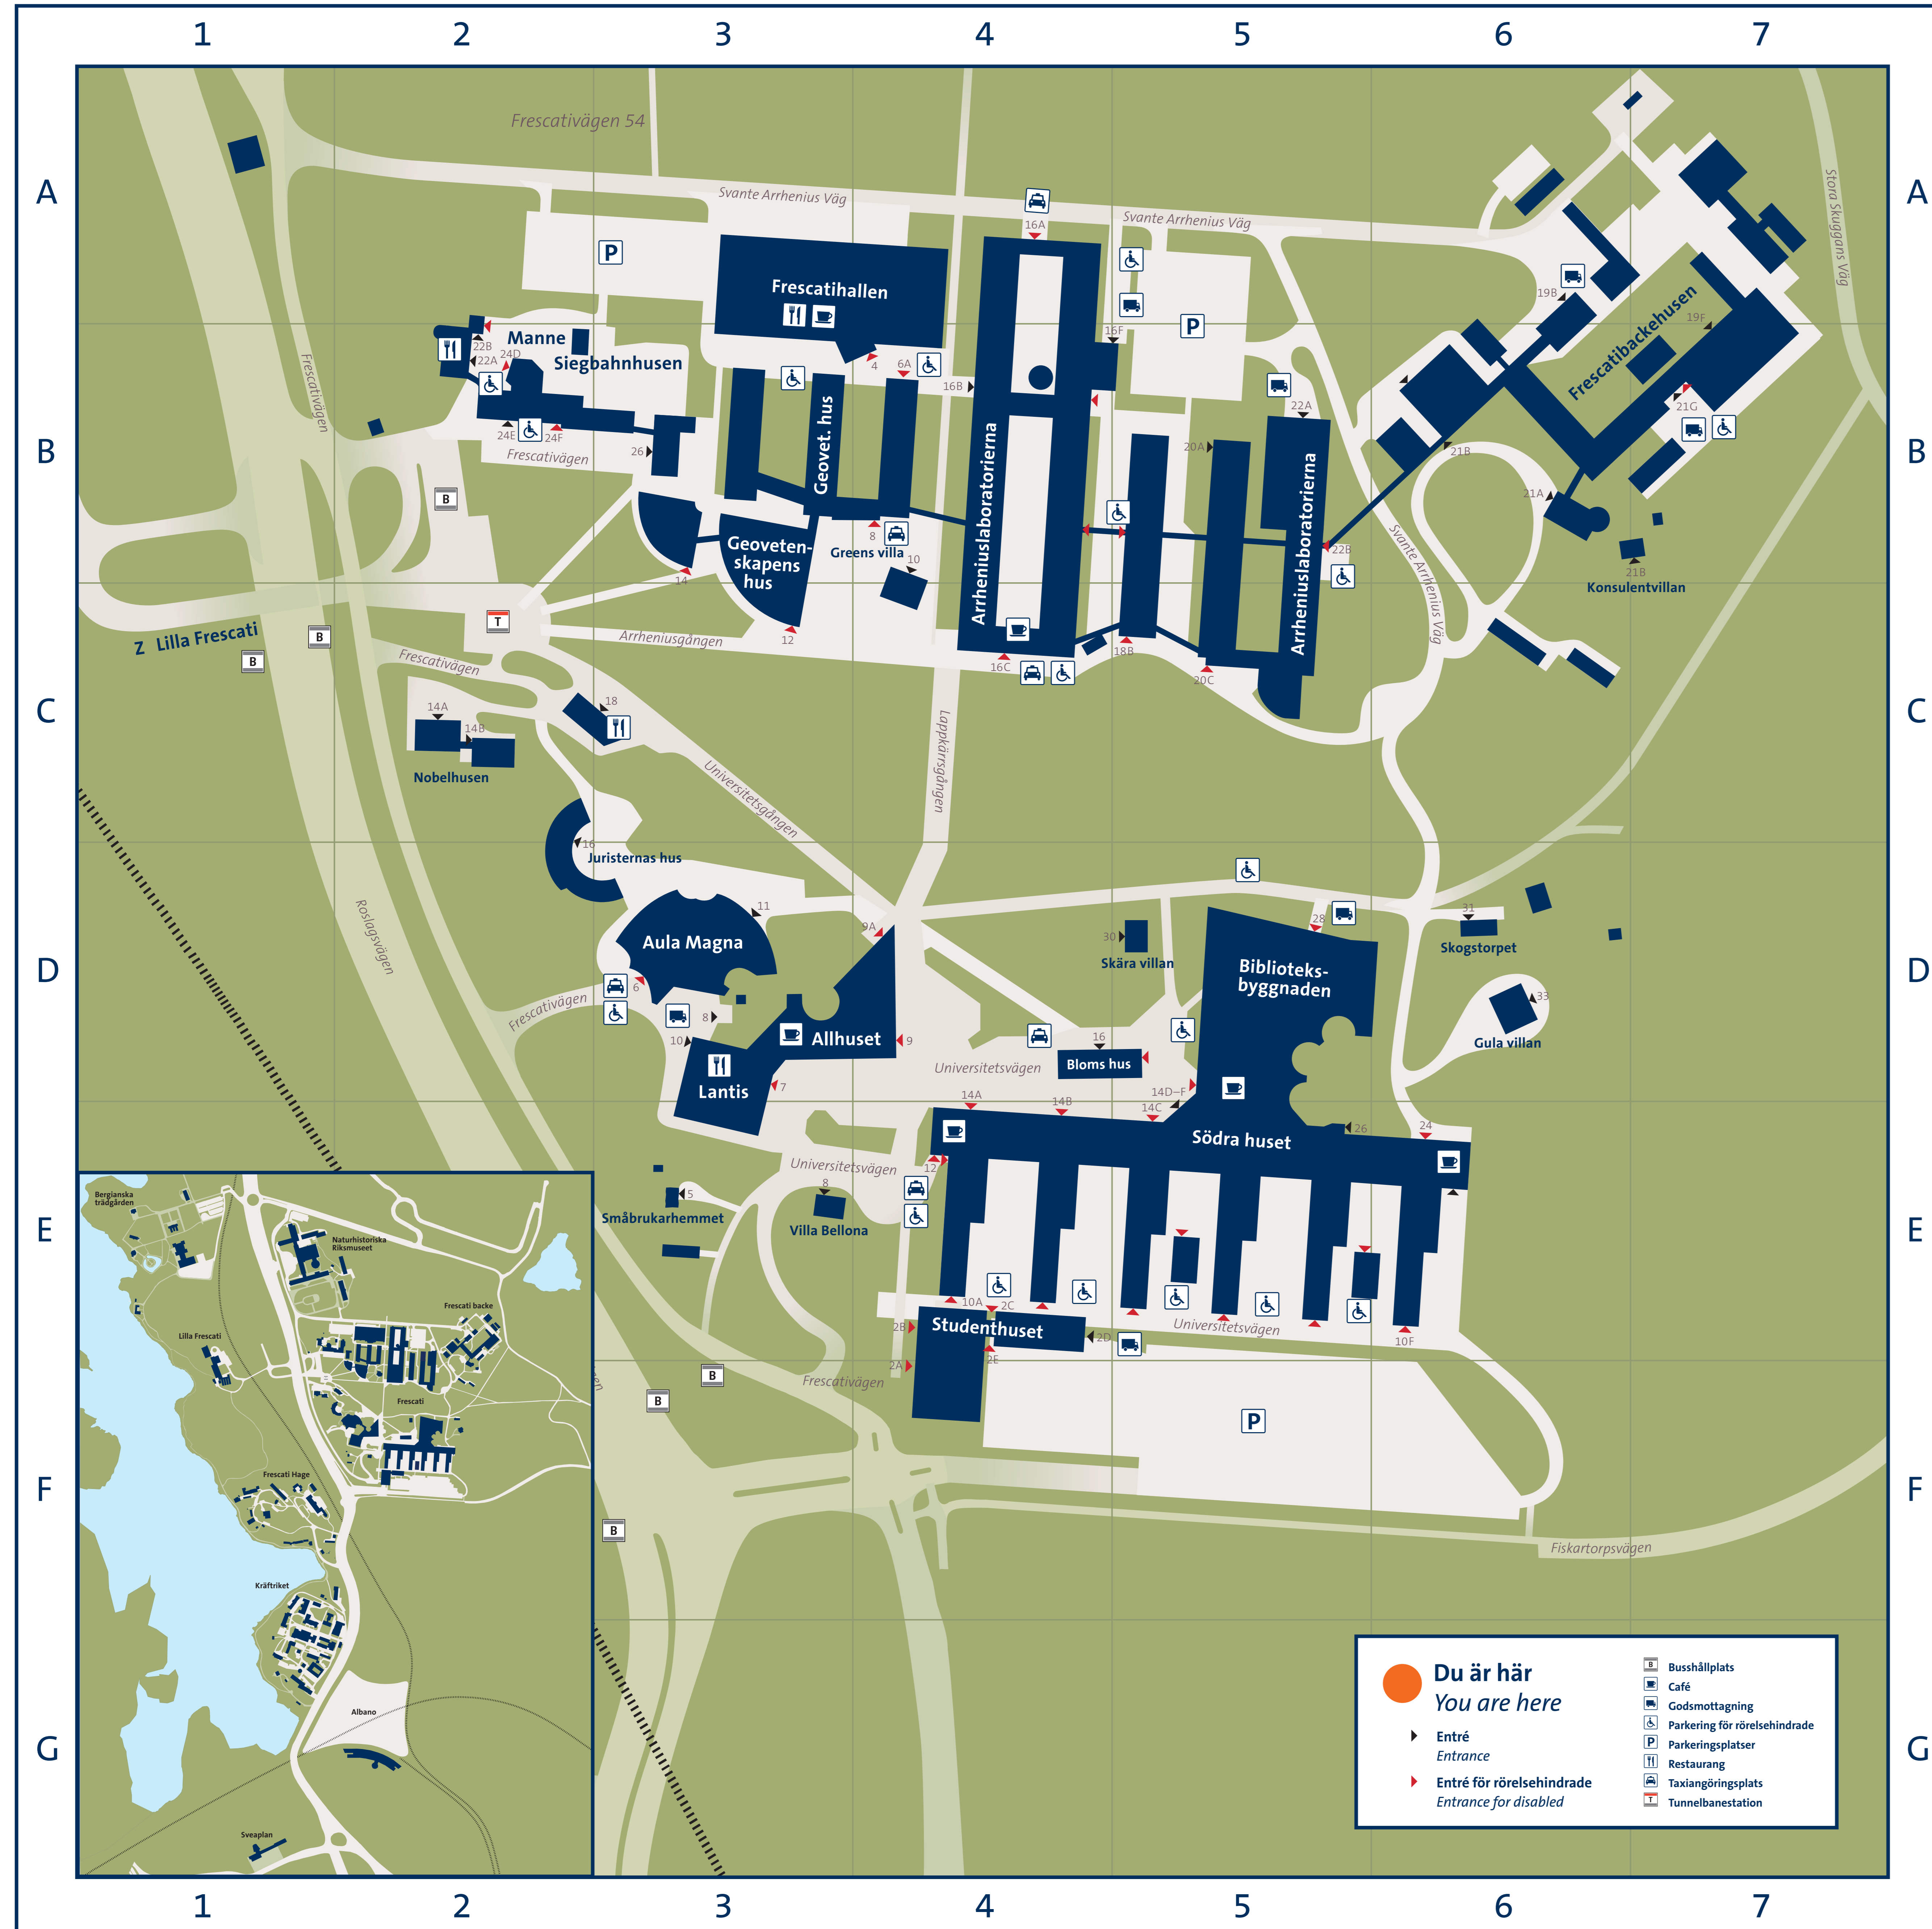 1 2 3 4 5 6 7
A
Frescativägen 54
Svante Arrhenius Väg
Svante Arrhenius Väg
Stora Skuggans Väg
A
16A
P
Frescatihallen
19B
19F
Frescatibackehusen
Manne
Siegbahnhusen
22B
22A
24D
24E
24F
Frescativägen
Frescativägen
26
4
6A
16B
16F
P
22A
20A
21G
21B
21A
B
B
B
Geovet. hus
Arrheniuslaboratorierna
Arrheniuslaboratorierna
Svante Arrhenius Väg
Geoveten-
skapens
hus
8
Greens villa
10
14
12
22B
21B
Konsulentvillan
Z Lilla Frescati
B
B
T
Arrheniusgången
Frescativägen
16C
18B
20C
C
C
14A
14B
Nobelhusen
18
Universitetsgången
Lappkärrsgången
16
Juristernas hus
Roslagsvägen
D
D
11
Aula Magna
9A
6
8
10
Frescativägen
Allhuset
9
Lantis
7
30
Skära villan
28
Biblioteks-
byggnaden
31
Skogstorpet
33
Gula villan
Universitetsvägen
16
Bloms hus
14D–F
14A
14B
14C
Södra huset
26
24
12
E
E
5
Småbrukarhemmet
Universitetsvägen
8
Villa Bellona
10A
2C
2B
Studenthuset
2D
2E
2A
Universitetsvägen
10F
B
B
Frescativägen
P
F
F
B
Fiskartorpsvägen
Bergianska
trädgården
Naturhistoriska
Riksmuseet
Frescati backe
Lilla Frescati
Frescati
Frescati Hage
Kräftriket
Albano
Sveaplan
G
G
Du är här
You are here
Entré
Entrance
Entré för rörelsehindrade
Entrance for disabled
B Busshållplats
Café
Godsmottagning
Parkering för rörelsehindrade
P Parkeringsplatser
Restaurang
Taxiangöringsplats
T Tunnelbanestation
1 2 3 4 5 6 7